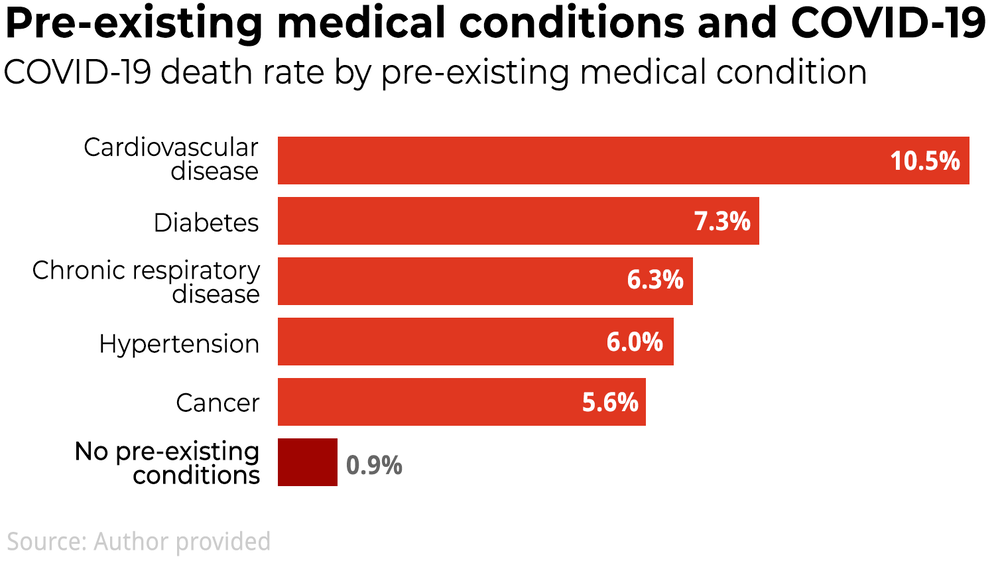 Pre-existing medical conditions and COVID-19
COVID-19 death rate by pre-existing medical condition
Cardiovascular
disease
10.5%
Diabetes
7.3%
Chronic respiratory
disease
6.3%
Hypertension
6.0%
Cancer
5.6%
No pre-existing
conditions
0.9%
Source: Author provided